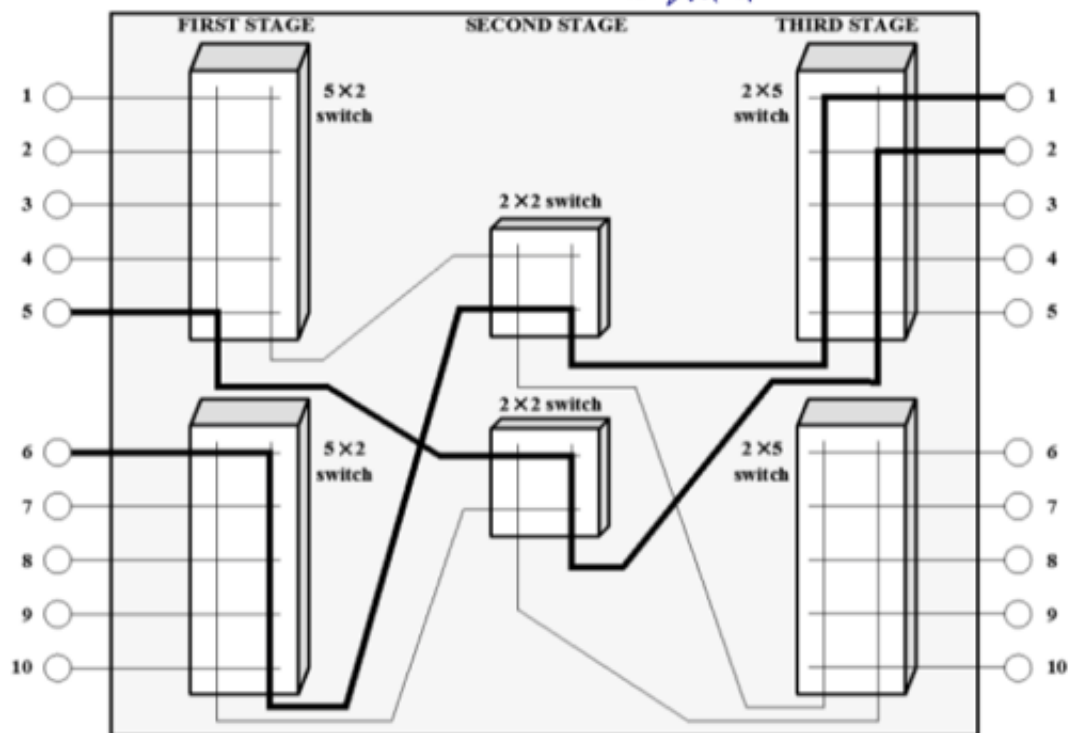 FIRST STAGE SECOND STAGE THIRD STAGE
5×2 switch
2×5 switch
1 1
2 2
2×2 switch
3 3
4 4
5 5
2×2 switch
5×2 switch
2×5 switch
6 6
7 7
8 8
9 9
10 10